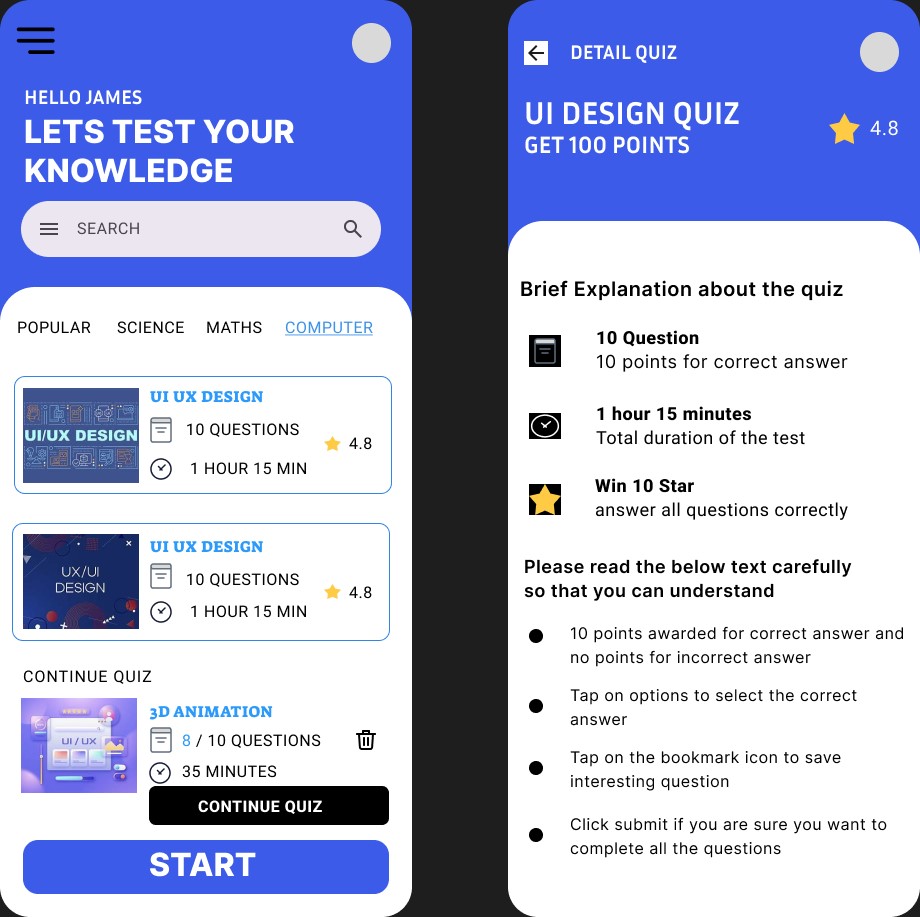 HELLO JAMES
LETS TEST YOUR
KNOWLEDGE
SEARCH
POPULAR SCIENCE MATHS COMPUTER
UI/UX DESIGN
UI UX DESIGN
10 QUESTIONS
4.8
1 HOUR 15 MIN
UX/UI
DESIGN
UI UX DESIGN
10 QUESTIONS
4.8
1 HOUR 15 MIN
CONTINUE QUIZ
UI / UX
3D ANIMATION
8 / 10 QUESTIONS
35 MINUTES
CONTINUE QUIZ
START
DETAIL QUIZ
UI DESIGN QUIZ
GET 100 POINTS
4.8
Brief Explanation about the quiz
10 Question
10 points for correct answer
1 hour 15 minutes
Total duration of the test
Win 10 Star
answer all questions correctly
Please read the below text carefully
so that you can understand
10 points awarded for correct answer and
no points for incorrect answer
Tap on options to select the correct
answer
Tap on the bookmark icon to save
interesting question
Click submit if you are sure you want to
complete all the questions